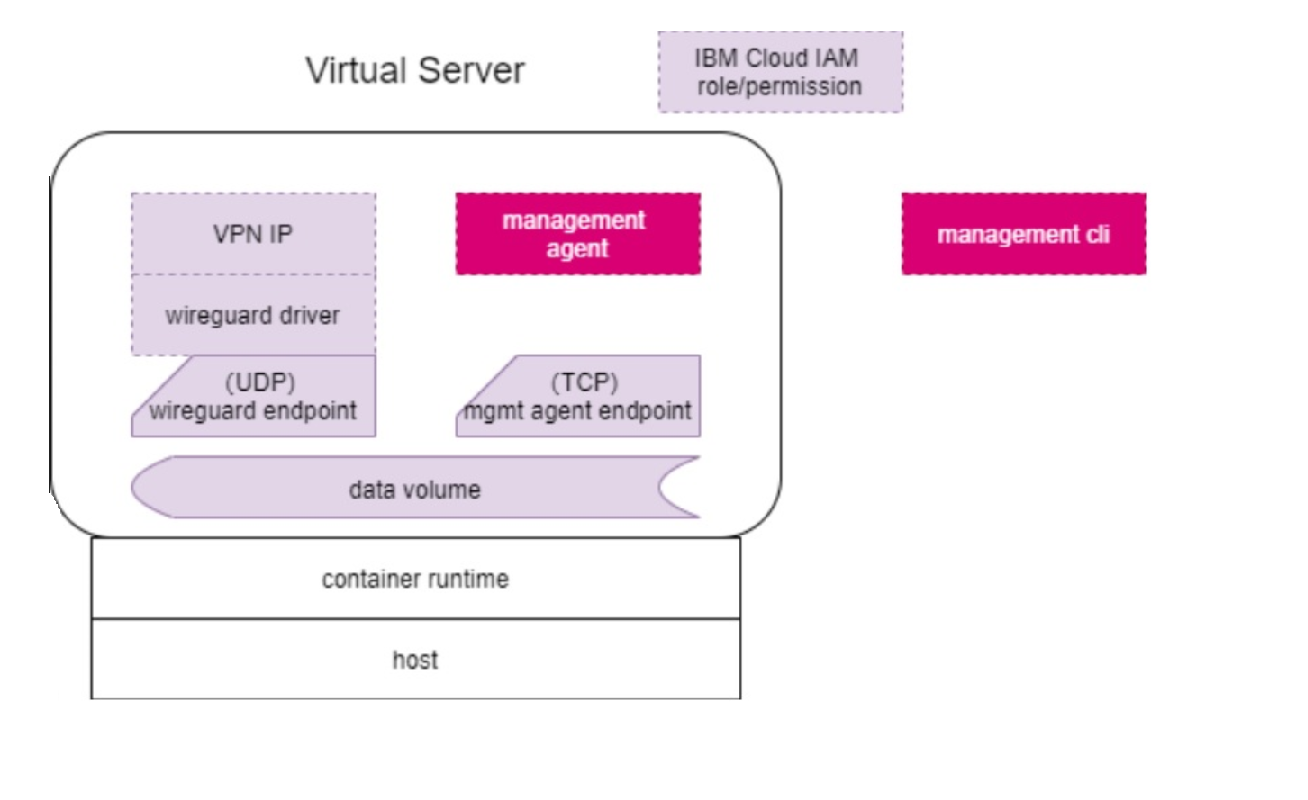 Virtual Server
IBM Cloud IAM
role/permission
VPN IP
management
agent
management cli
wireguard driver
(UDP)
wireguard endpoint
(TCP)
mgmt agent endpoint
data volume
container runtime
host